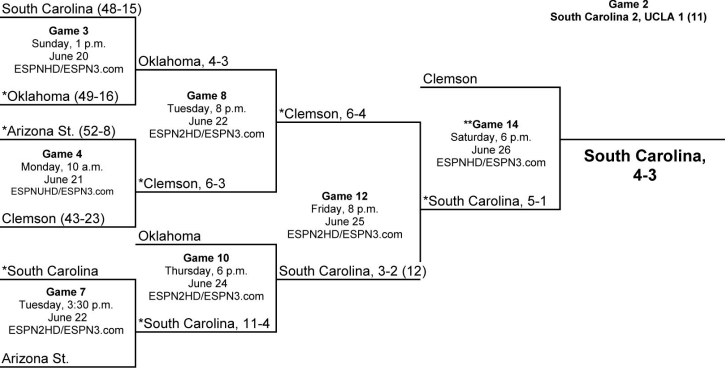 Game 2
South Carolina 2, UCLA 1 (11)
South Carolina (48-15)
Game 3
Sunday, 1 p.m.
June 20
ESPNHD/ESPN3.com
*Oklahoma (49-16)
Oklahoma, 4-3
*Arizona St. (52-8)
Game 4
Monday, 10 a.m.
June 21
ESPNUHD/ESPN3.com
Clemson (43-23)
Game 8
Tuesday, 8 p.m.
June 22
ESPN2HD/ESPN3.com
*Clemson, 6-3
*Clemson, 6-4
*South Carolina
Game 7
Tuesday, 3:30 p.m.
June 22
ESPN2HD/ESPN3.com
Arizona St.
Oklahoma
Game 10
Thursday, 6 p.m.
June 24
ESPN2HD/ESPN3.com
*South Carolina, 11-4
Game 12
Friday, 8 p.m.
June 25
ESPN2HD/ESPN3.com
South Carolina, 3-2 (12)
Clemson
**Game 14
Saturday, 6 p.m.
June 26
ESPNHD/ESPN3.com
*South Carolina, 5-1
South Carolina,
4-3